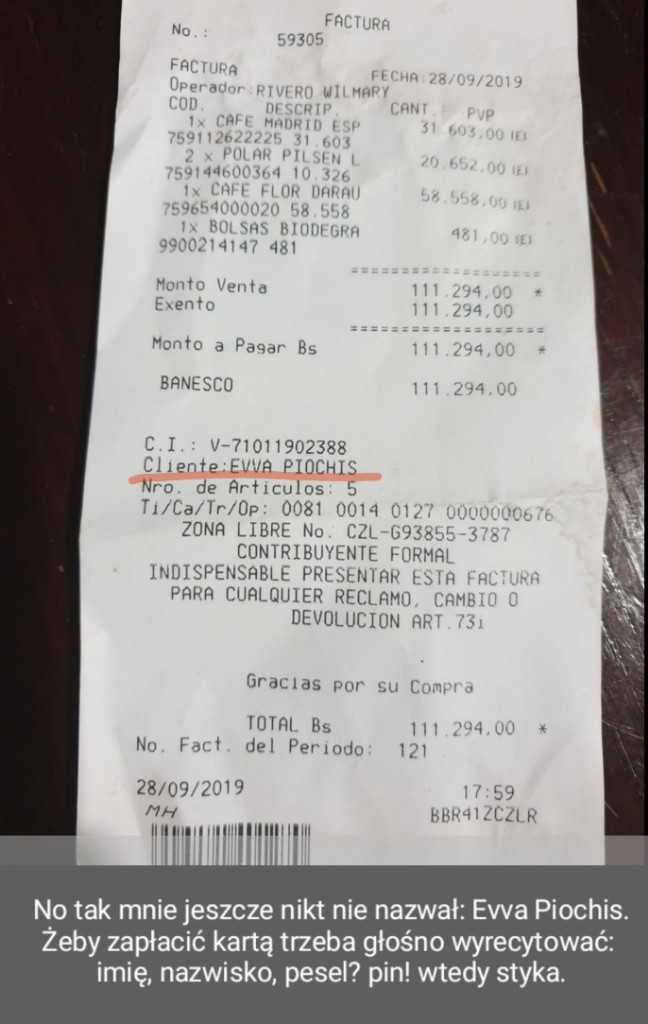 FACTURA
No.: 59305
FACTURA FECHA:28/09/2019
Operador:RIVERO WILMARY
COD. DESCRIP. CANT. PVP
1x CAFE MADRID ESP 31.603,00 (E)
759112622225 31.603
2 x POLAR PILSEN L 20.652,00 (E)
759144600364 10.326
1x CAFE FLOR DARAU 58.558,00 (E)
759654000020 58.558
1x BOLSAS BIODEGRA 481,00 (E)
9900214147 481
===================
Monto Venta 111.294,00 *
Exento 111.294,00
===================
Monto a Pagar Bs 111.294,00 *
BANESCO 111.294,00
C.I.: V-71011902388
Cliente:EVVA PIOCHIS
Nro. de Articulos: 5
Ti/Ca/Tr/Op: 0081 0014 0127 0000000676
ZONA LIBRE No. CZL-G93855-3787
CONTRIBUYENTE FORMAL
INDISPENSABLE PRESENTAR ESTA FACTURA
PARA CUALQUIER RECLAMO, CAMBIO O
DEVOLUCION ART.73i
Gracias por su Compra
TOTAL Bs 111.294,00 *
No. Fact. del Periodo: 121
28/09/2019 17:59
MH BBR41ZCZLR
No tak mnie jeszcze nikt nie nazwał: Evva Piochis.
Żeby zapłacić kartą trzeba głośno wyrecytować:
imię, nazwisko, pesel? pin! wtedy styka.